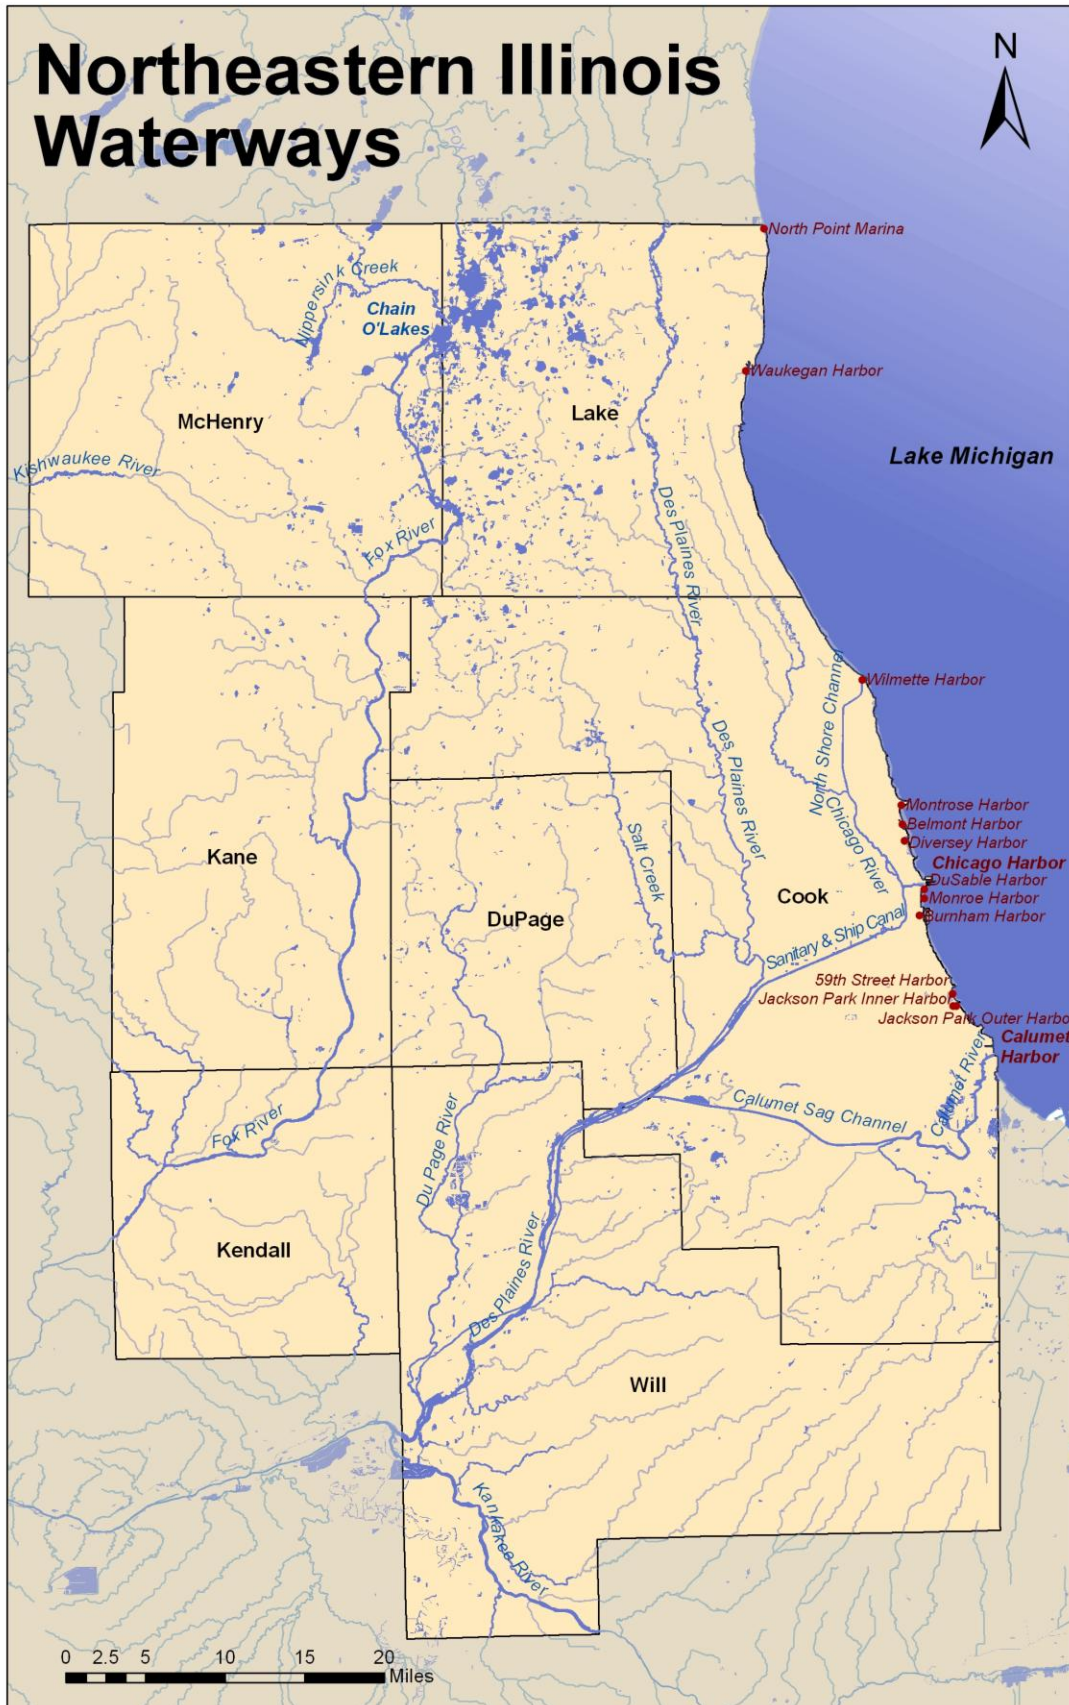 Northeastern Illinois
Waterways
N
Fox River
North Point Marina
Nippersink Creek
Chain
O'Lakes
Waukegan Harbor
McHenry
Lake
Lake Michigan
Kishwaukee River
Des Plaines River
Fox River
North Shore Channel
Wilmette Harbor
Des Plaines River
Chicago River
Montrose Harbor
Belmont Harbor
Diversey Harbor
Chicago Harbor
DuSable Harbor
Monroe Harbor
Burnham Harbor
Salt Creek
Kane
DuPage
Cook
Sanitary & Ship Canal
59th Street Harbor
Jackson Park Inner Harbor
Jackson Park Outer Harbo
Calumet
Harbor
Calumet River
Calumet Sag Channel
Fox River
Du Page River
Kendall
Des Plaines River
Will
Kankakee River
0 2.5 5 10 15 20
Miles